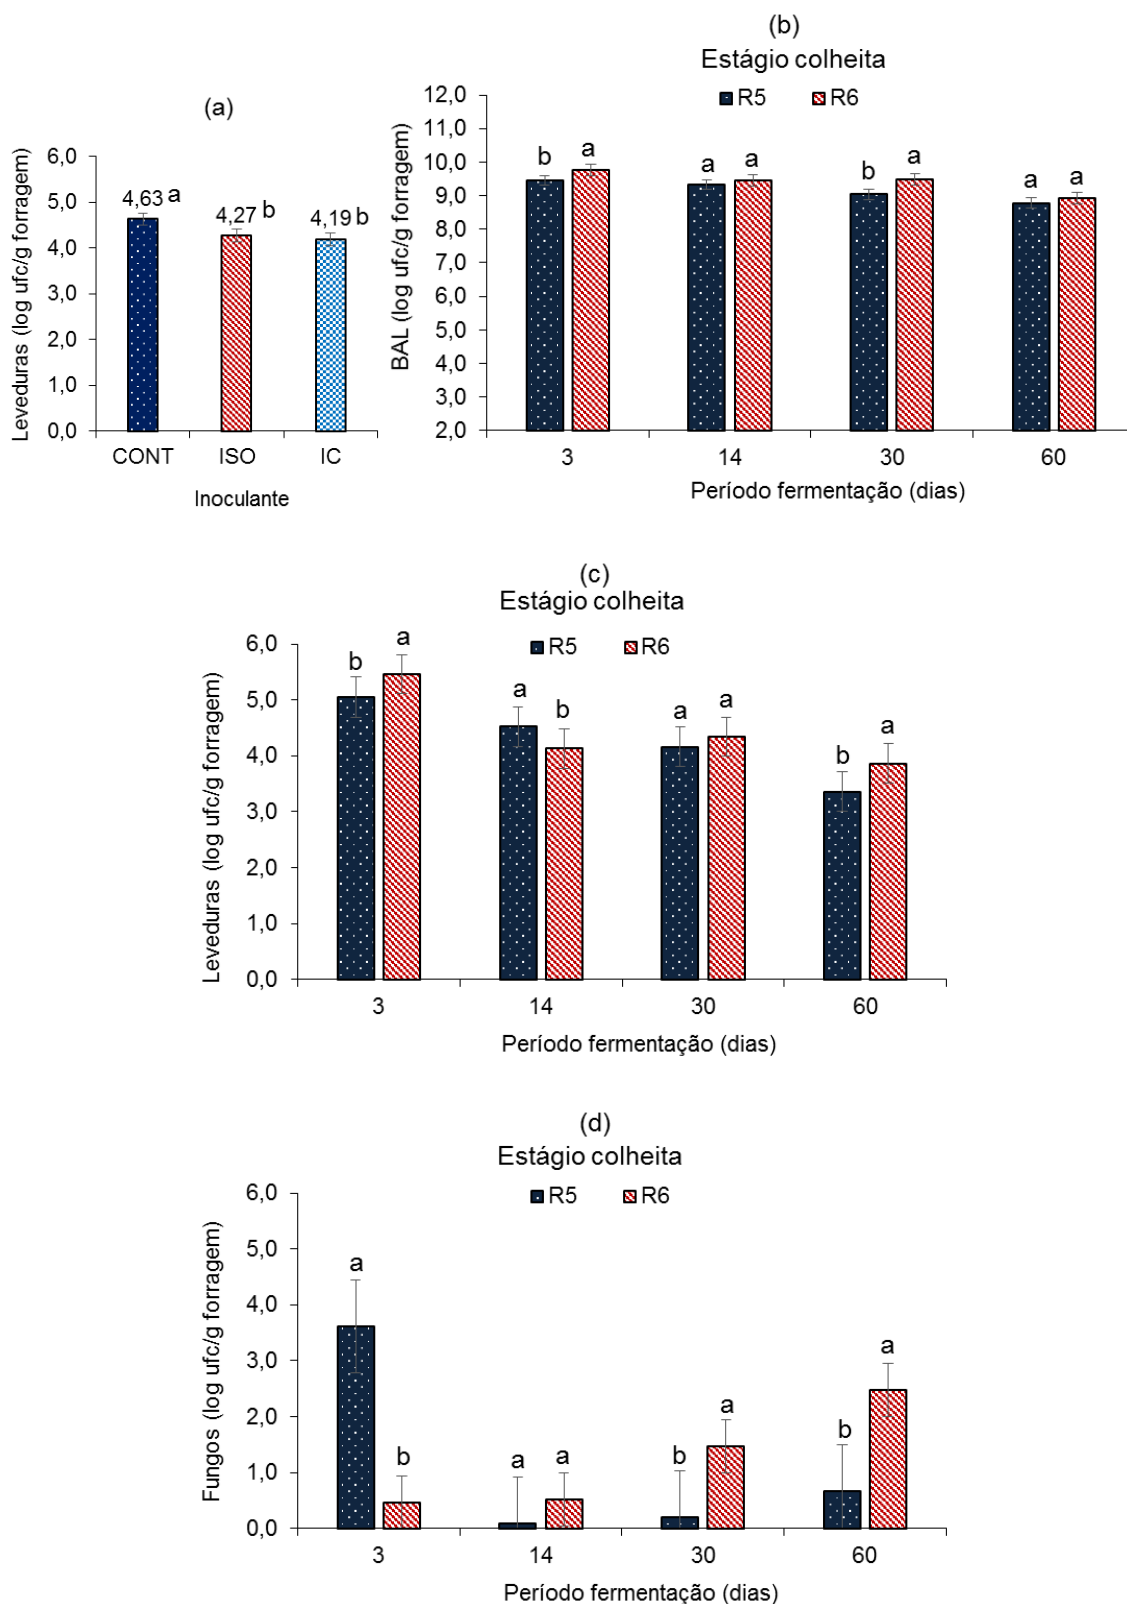 (a)
Leveduras (log ufc/g forragem)
6,0
5,0
4,0
3,0
2,0
1,0
0,0
4,63 a
4,27 b
4,19 b
CONT ISO IC
Inoculante
(b)
Estágio colheita
R5 R6
BAL (log ufc/g forragem)
12,0
11,0
10,0
9,0
8,0
7,0
6,0
5,0
4,0
3,0
2,0
b a a a b a a a
3 14 30 60
Período fermentação (dias)
(c)
Estágio colheita
R5 R6
Leveduras (log ufc/g forragem)
6,0
5,0
4,0
3,0
2,0
1,0
0,0
b a a b a a b a
3 14 30 60
Período fermentação (dias)
(d)
Estágio colheita
R5 R6
Fungos (log ufc/g forragem)
6,0
5,0
4,0
3,0
2,0
1,0
0,0
a b a a b a b a
3 14 30 60
Período fermentação (dias)